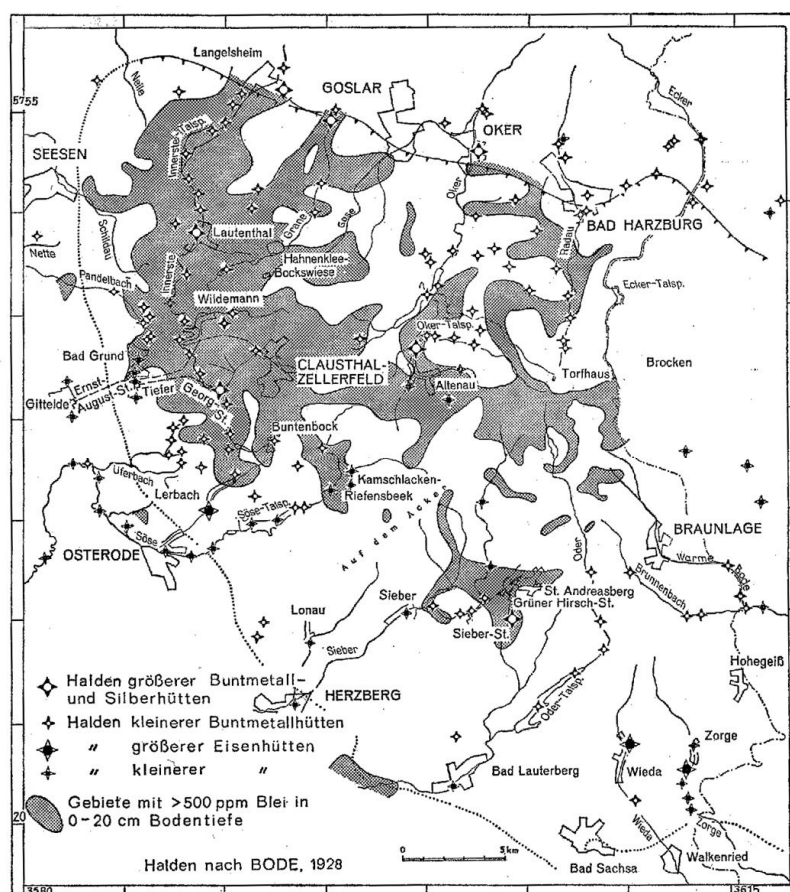 Langelsheim
Neile
GOSLAR
5755
Ecker
OKER
Innerste-Talsp.
SEESEN
Oker
Schildau
Grane
Gose
BAD HARZBURG
Lautenthal
Radau
Nette
Hahnenklee-
Bockswiese
Innerste
Pandelbach
Ecker-Talsp.
Wildemann
Oker-Talsp.
Bad Grund
CLAUSTHAL-
ZELLERFELD
Brocken
Torfhaus
Ernst-
August-St.
Tiefer
Georg-St.
Altenau
Gittelde
Buntenbock
Uferbach
Lerbach
Kamschlacken-
Riefensbeek
Söse-Talsp.
Auf dem Acker
Söse
BRAUNLAGE
OSTERODE
Oder
Warme
Bode
Brunnenbach
St. Andreasberg
Grüner Hirsch-St.
Sieber
Lonau
Sieber-St.
Sieber
Hohegeiß
HERZBERG
Oder-Talsp.
Zorge
Bad Lauterberg
Wieda
Zorge
Wieda
Bad Sachsa
Walkenried
Halden größerer Buntmetall-
und Silberhütten
Halden kleinerer Buntmetallhütten
" größerer Eisenhütten
" kleinerer "
Gebiete mit >500 ppm Blei in
0-20 cm Bodentiefe
20
0 5 km
Halden nach BODE, 1928
3580
3615